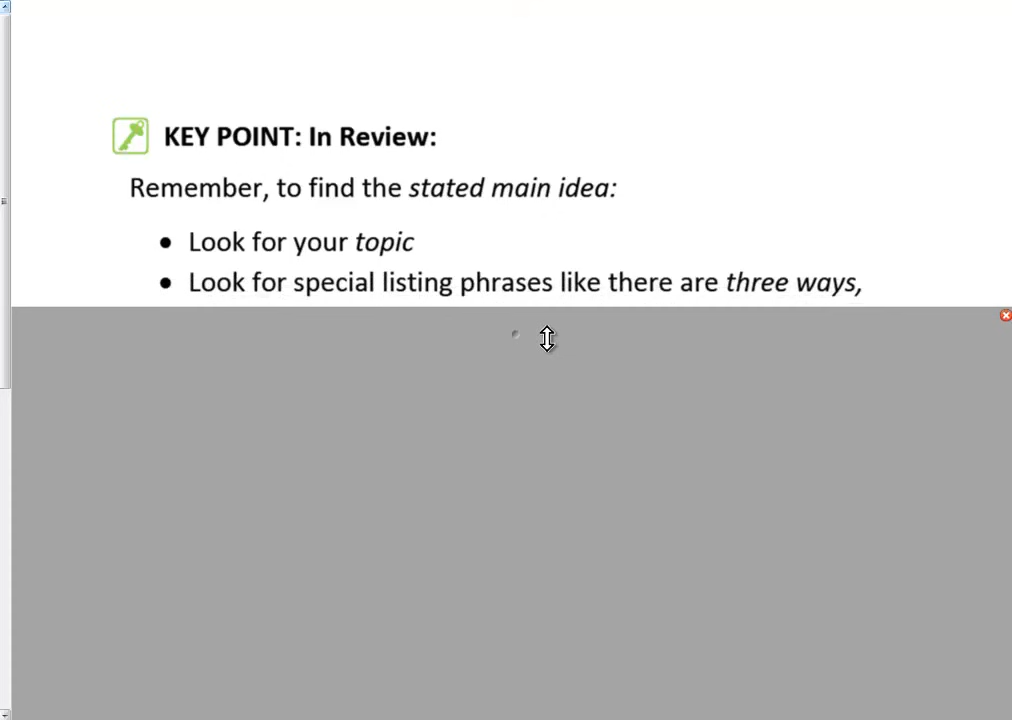 KEY POINT: In Review:
Remember, to find the stated main idea:
• Look for your topic
• Look for special listing phrases like there are three ways,